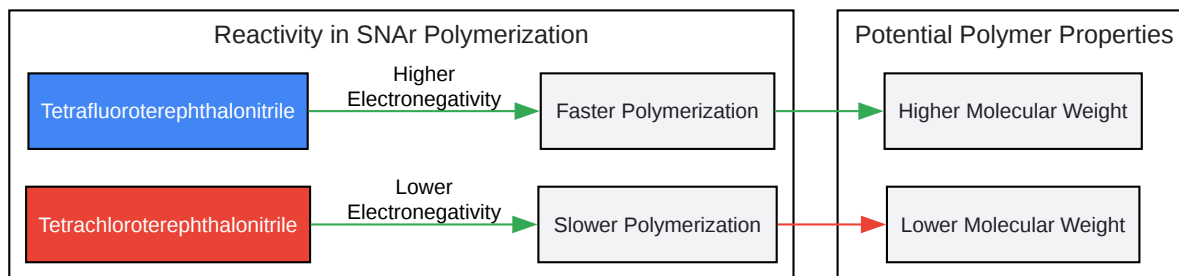 Reactivity in SNAr Polymerization
Potential Polymer Properties
Tetrafluoroterephthalonitrile
Higher
Electronegativity
Faster Polymerization
Higher Molecular Weight
Tetrachloroterephthalonitrile
Lower
Electronegativity
Slower Polymerization
Lower Molecular Weight